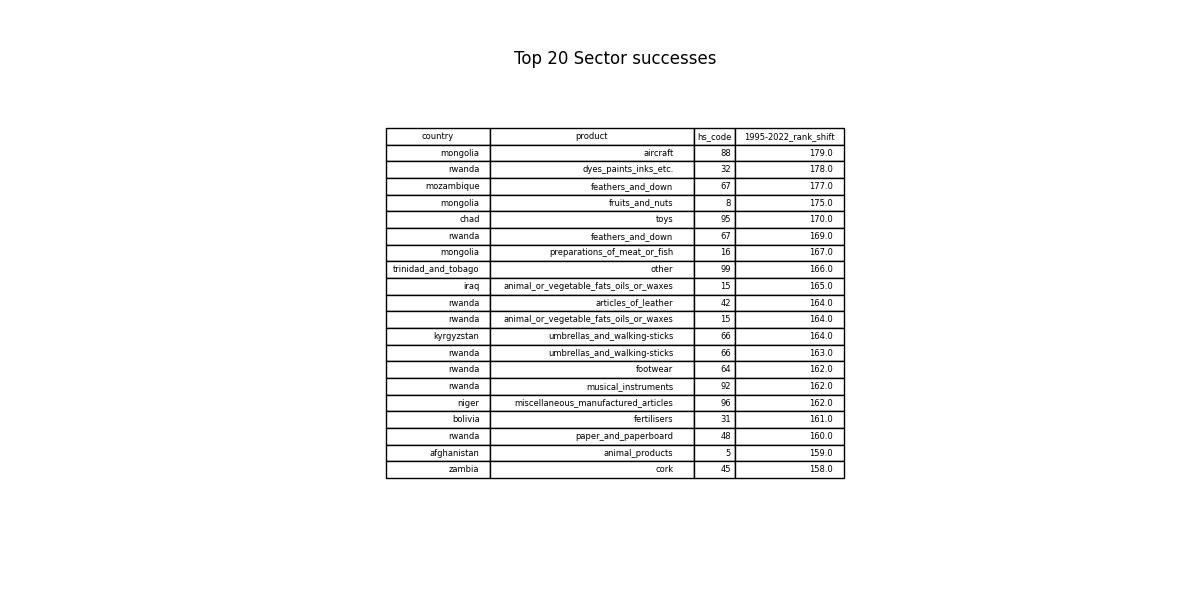 Top 20 Sector successes
country product hs_code 1995-2022_rank_shift
mongolia aircraft 88 179.0
rwanda dyes_paints_inks_etc. 32 178.0
mozambique feathers_and_down 67 177.0
mongolia fruits_and_nuts 8 175.0
chad toys 95 170.0
rwanda feathers_and_down 67 169.0
mongolia preparations_of_meat_or_fish 16 167.0
trinidad_and_tobago other 99 166.0
iraq animal_or_vegetable_fats_oils_or_waxes 15 165.0
rwanda articles_of_leather 42 164.0
rwanda animal_or_vegetable_fats_oils_or_waxes 15 164.0
kyrgyzstan umbrellas_and_walking-sticks 66 164.0
rwanda umbrellas_and_walking-sticks 66 163.0
rwanda footwear 64 162.0
rwanda musical_instruments 92 162.0
niger miscellaneous_manufactured_articles 96 162.0
bolivia fertilisers 31 161.0
rwanda paper_and_paperboard 48 160.0
afghanistan animal_products 5 159.0
zambia cork 45 158.0